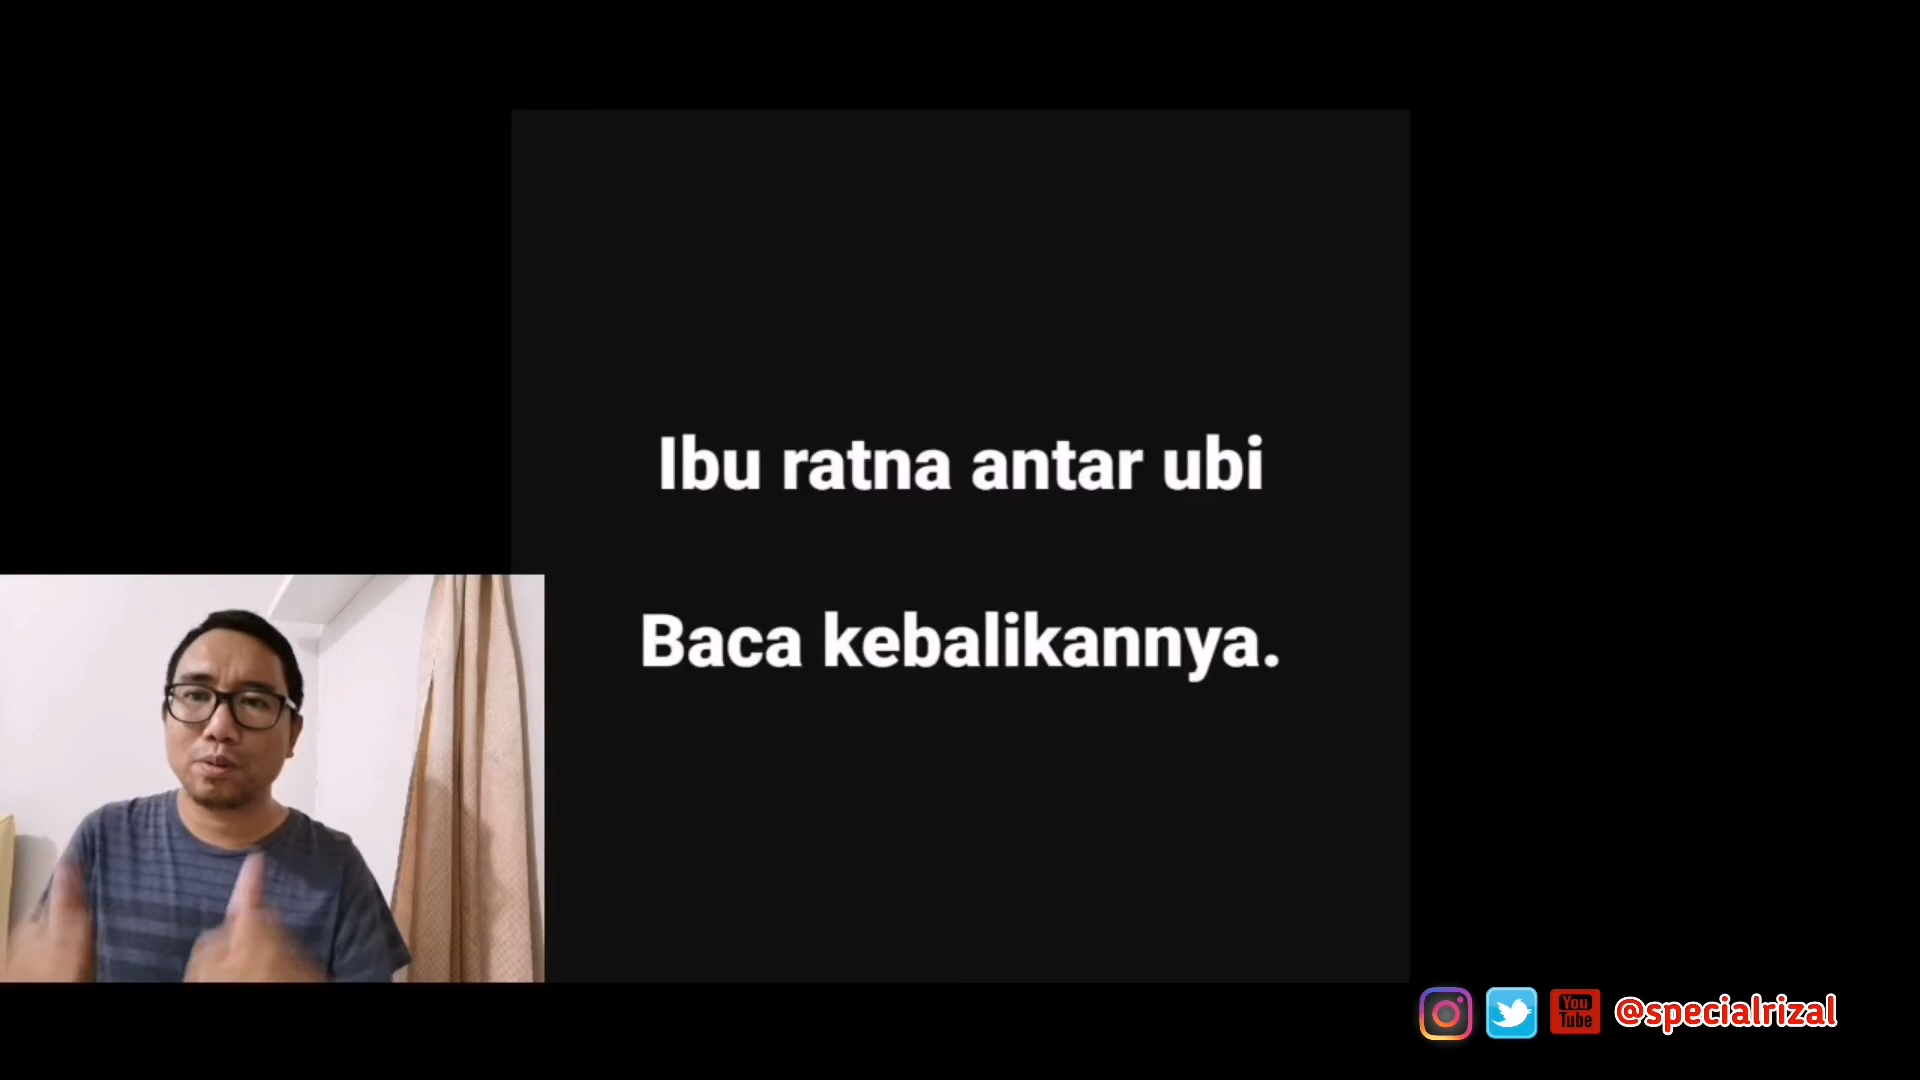 Ibu ratna antar ubi
Baca kebalikannya.
You
Tube
@specialrizal